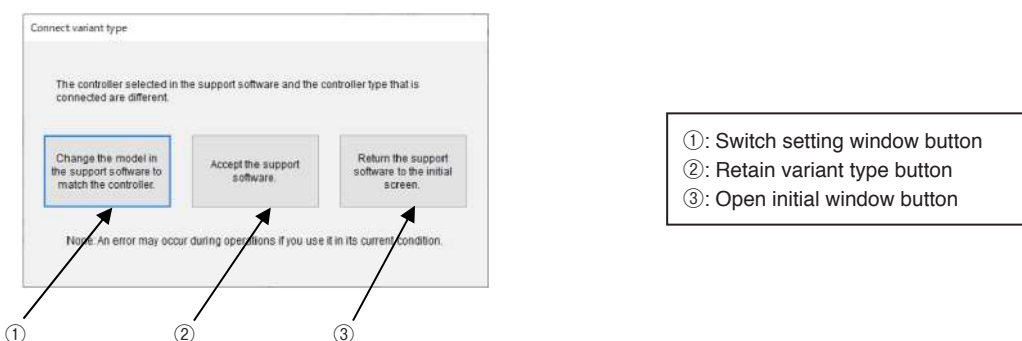 Connect variant type
The controller selected in the support software and the controller type that is
connected are different.
Change the model in
the support software to
match the controller.
Accept the support
software.
Return the support
software to the initial
screen.
None: An error may occur during operations if you use it in its current condition.
①
②
③
①: Switch setting window button
②: Retain variant type button
③: Open initial window button